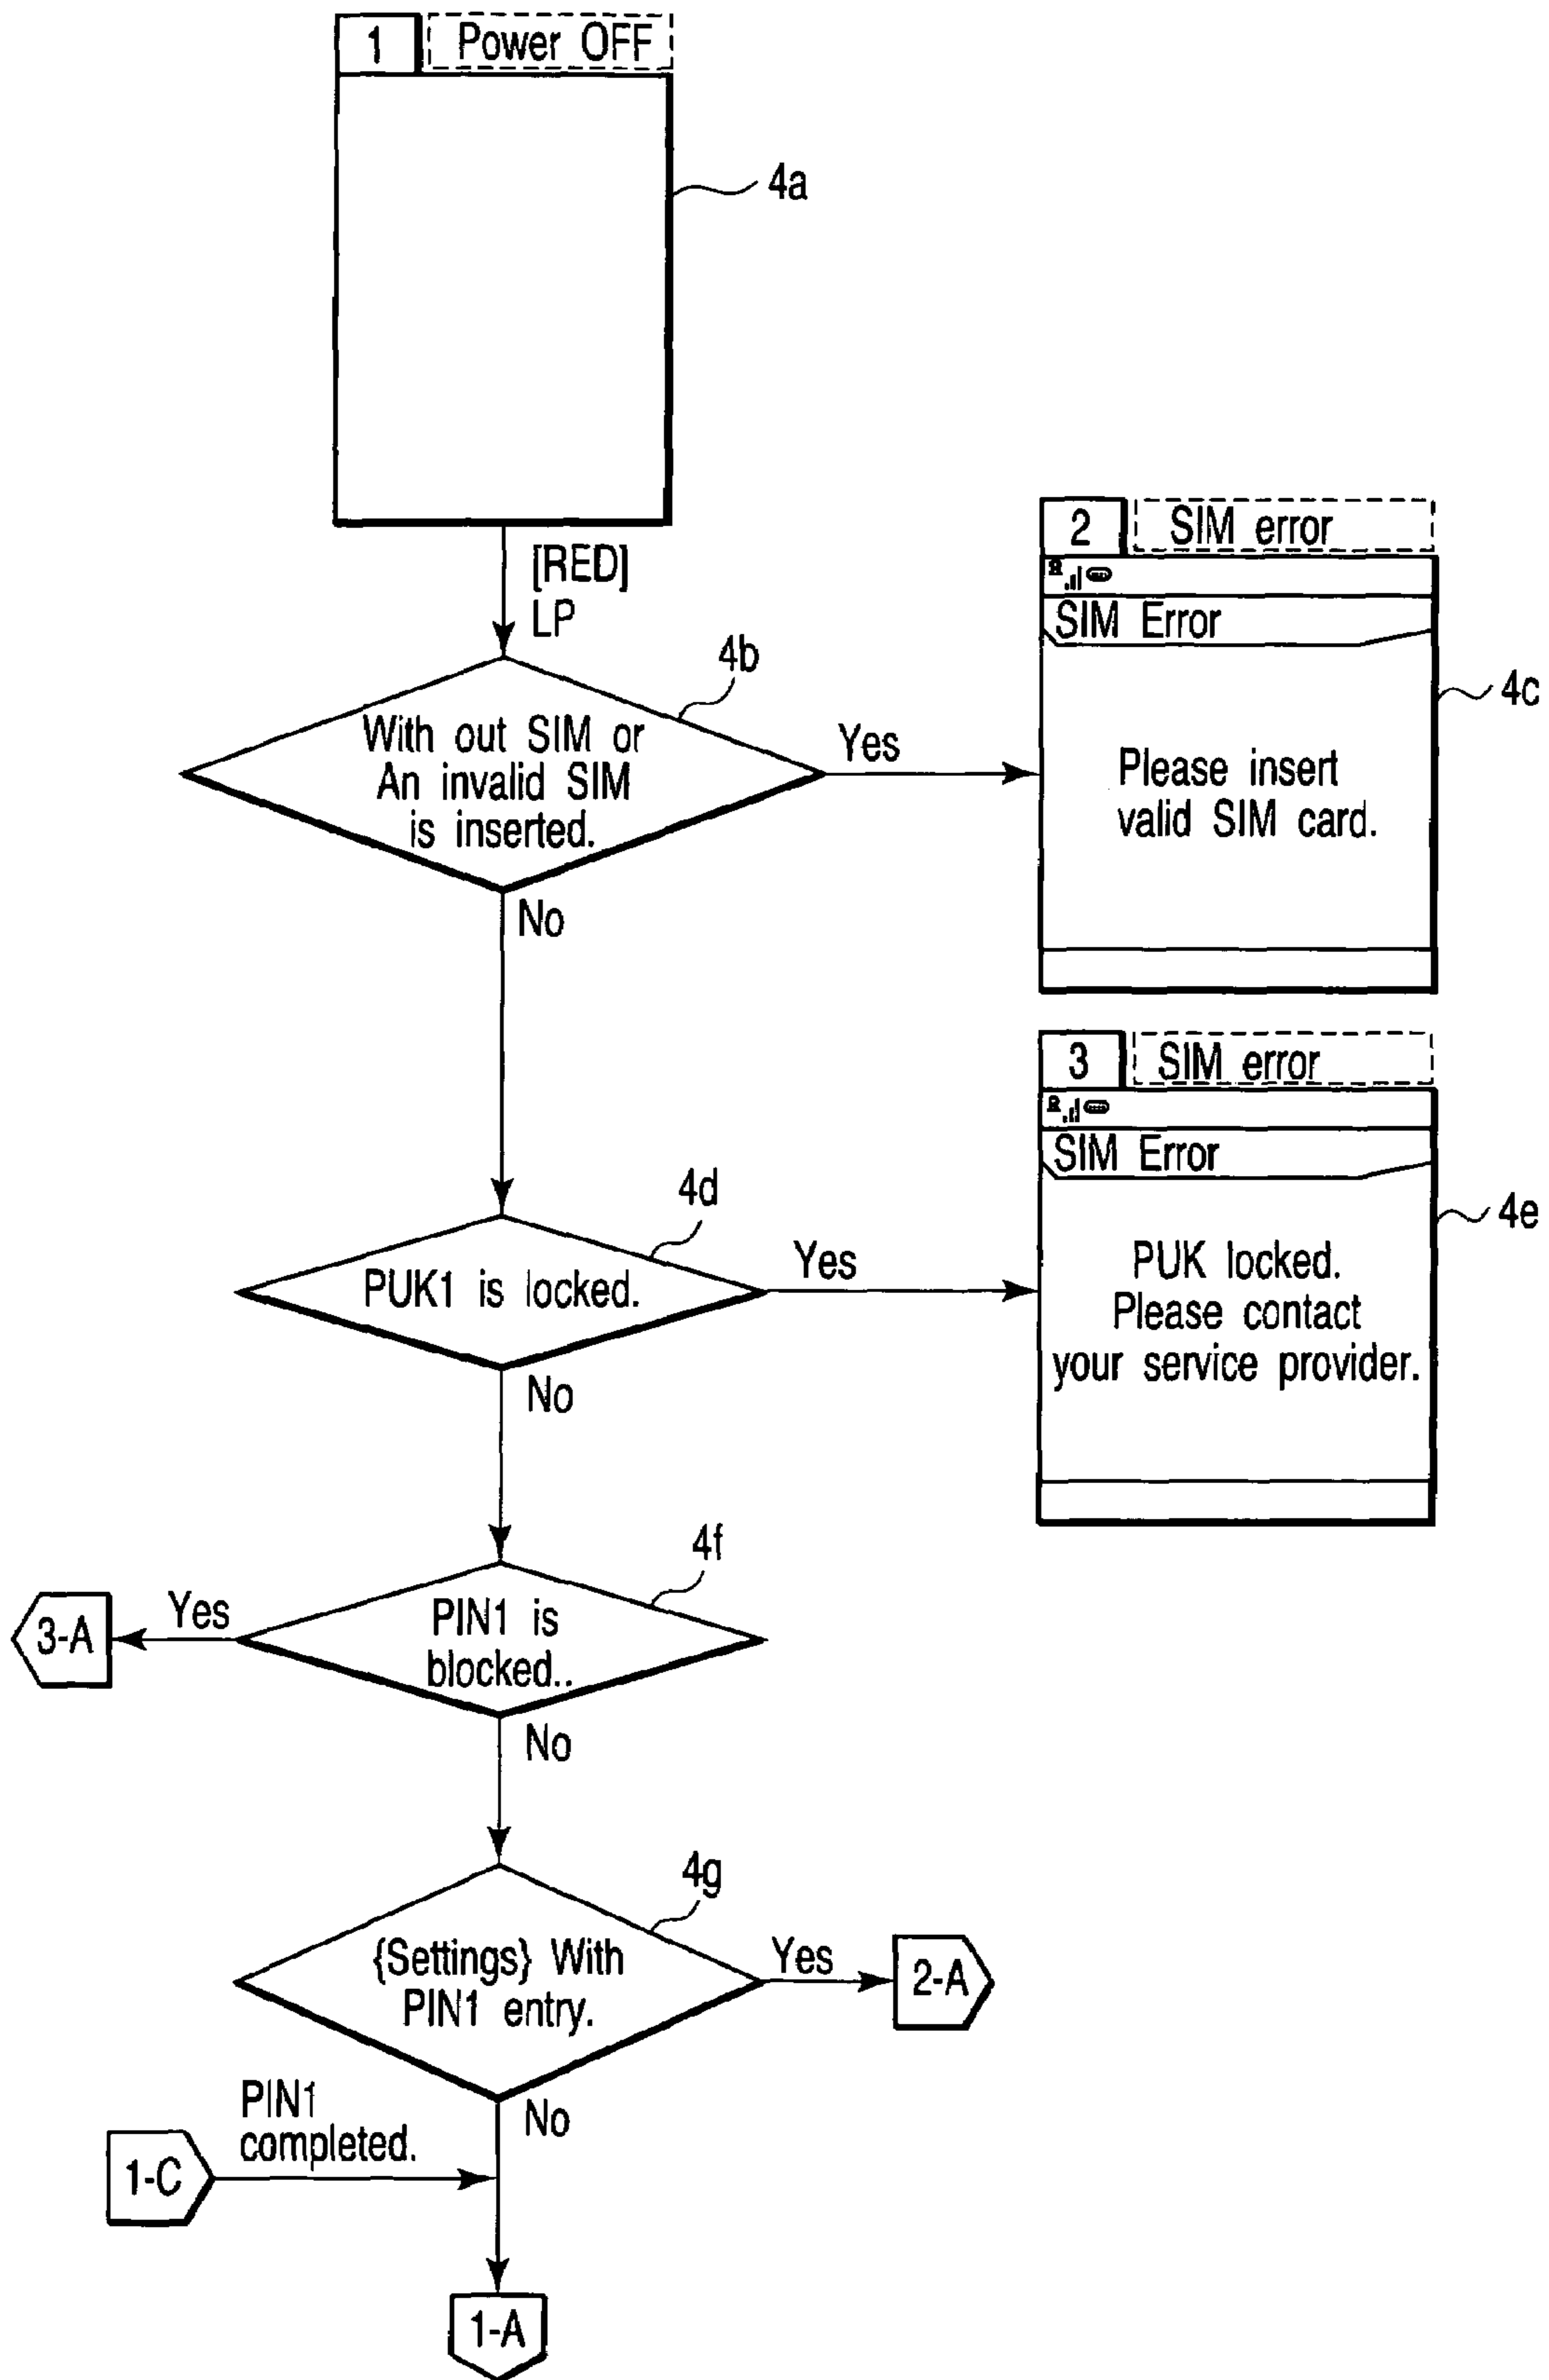 1 Power OFF
4a
[RED]
LP
2 SIM error
SIM Error
4c
Please insert
valid SIM card.
4b
With out SIM or
An invalid SIM
is inserted.
Yes
No
3 SIM error
SIM Error
4e
PUK locked.
Please contact
your service provider.
4d
PUK1 is locked.
Yes
No
4f
PIN1 is
blocked..
Yes
3-A
No
4g
{Settings} With
PIN1 entry.
Yes
2-A
No
PIN1
completed.
1-C
1-A